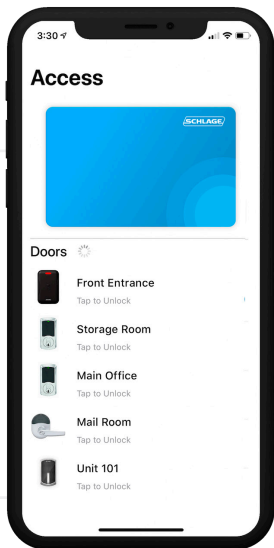 3:30
Access
SCHLAGE
Doors
Front Entrance
Tap to Unlock
Storage Room
Tap to Unlock
Main Office
Tap to Unlock
Mail Room
Tap to Unlock
Unit 101
Tap to Unlock